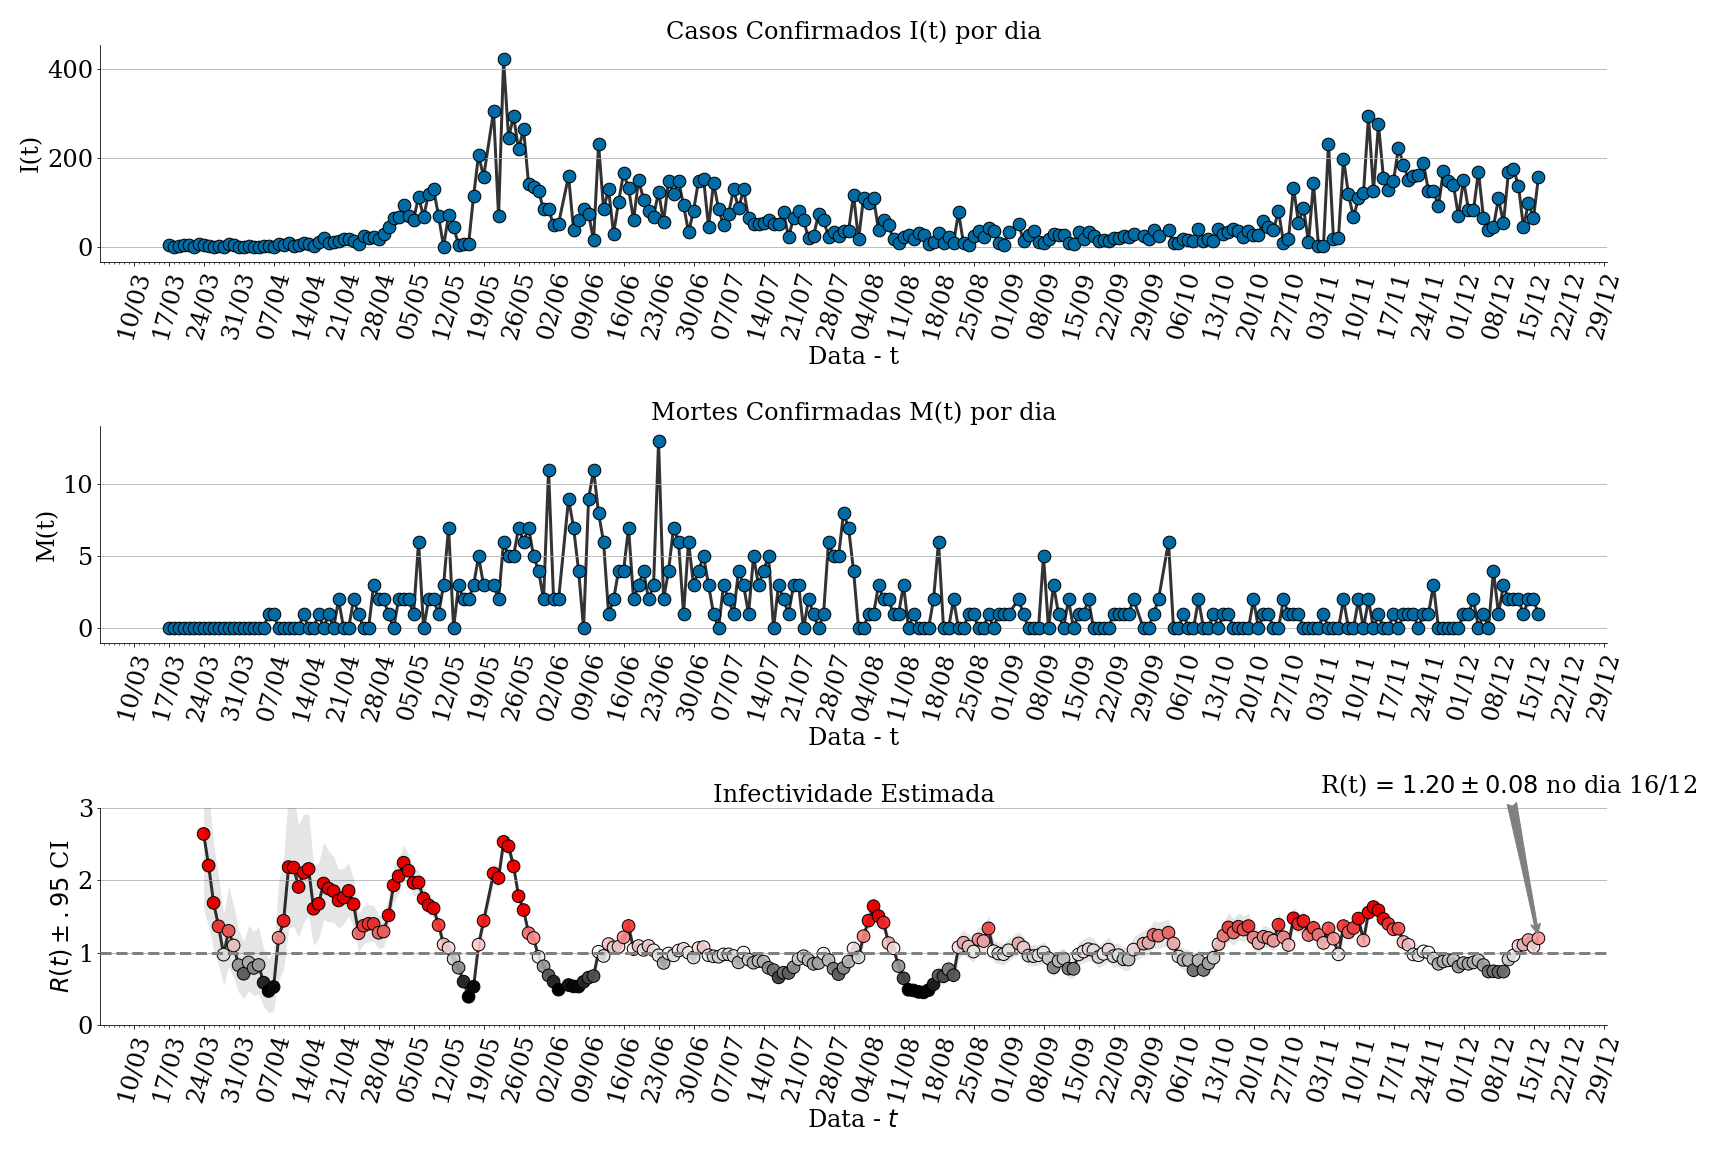 Casos Confirmados I(t) por dia
400
200
0
I(t)
10/03 17/03 24/03 31/03 07/04 14/04 21/04 28/04 05/05 12/05 19/05 26/05 02/06 09/06 16/06 23/06 30/06 07/07 14/07 21/07 28/07 04/08 11/08 18/08 25/08 01/09 08/09 15/09 22/09 29/09 06/10 13/10 20/10 27/10 03/11 10/11 17/11 24/11 01/12 08/12 15/12 22/12 29/12
Data - t
Mortes Confirmadas M(t) por dia
10
5
0
M(t)
10/03 17/03 24/03 31/03 07/04 14/04 21/04 28/04 05/05 12/05 19/05 26/05 02/06 09/06 16/06 23/06 30/06 07/07 14/07 21/07 28/07 04/08 11/08 18/08 25/08 01/09 08/09 15/09 22/09 29/09 06/10 13/10 20/10 27/10 03/11 10/11 17/11 24/11 01/12 08/12 15/12 22/12 29/12
Data - t
R(t) = 1.20 ± 0.08 no dia 16/12
Infectividade Estimada
3
2
1
0
R(t) ± .95 CI
10/03 17/03 24/03 31/03 07/04 14/04 21/04 28/04 05/05 12/05 19/05 26/05 02/06 09/06 16/06 23/06 30/06 07/07 14/07 21/07 28/07 04/08 11/08 18/08 25/08 01/09 08/09 15/09 22/09 29/09 06/10 13/10 20/10 27/10 03/11 10/11 17/11 24/11 01/12 08/12 15/12 22/12 29/12
Data - t